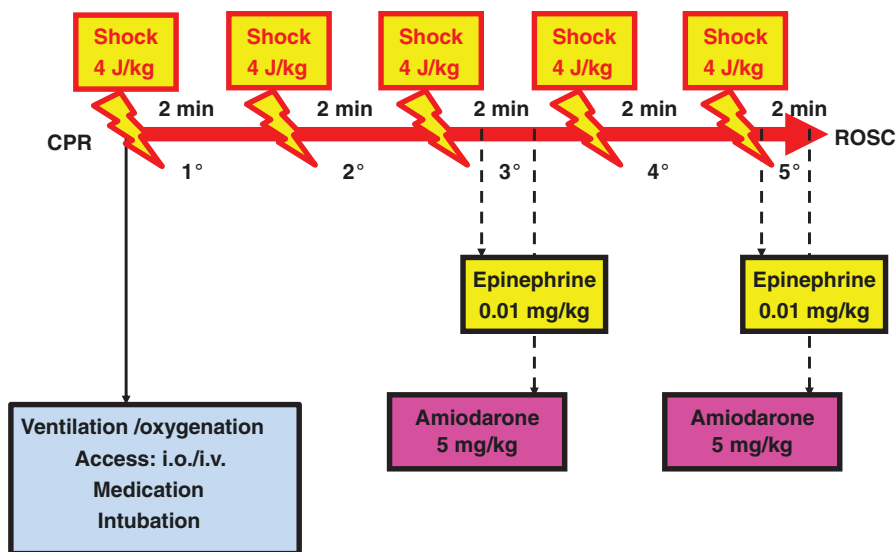 Shock
4 J/kg
Shock
4 J/kg
Shock
4 J/kg
Shock
4 J/kg
Shock
4 J/kg
2 min
2 min
2 min
2 min
2 min
CPR
ROSC
1°
2°
3°
4°
5°
Epinephrine
0.01 mg/kg
Epinephrine
0.01 mg/kg
Ventilation /oxygenation
Access: i.o./i.v.
Medication
Intubation
Amiodarone
5 mg/kg
Amiodarone
5 mg/kg